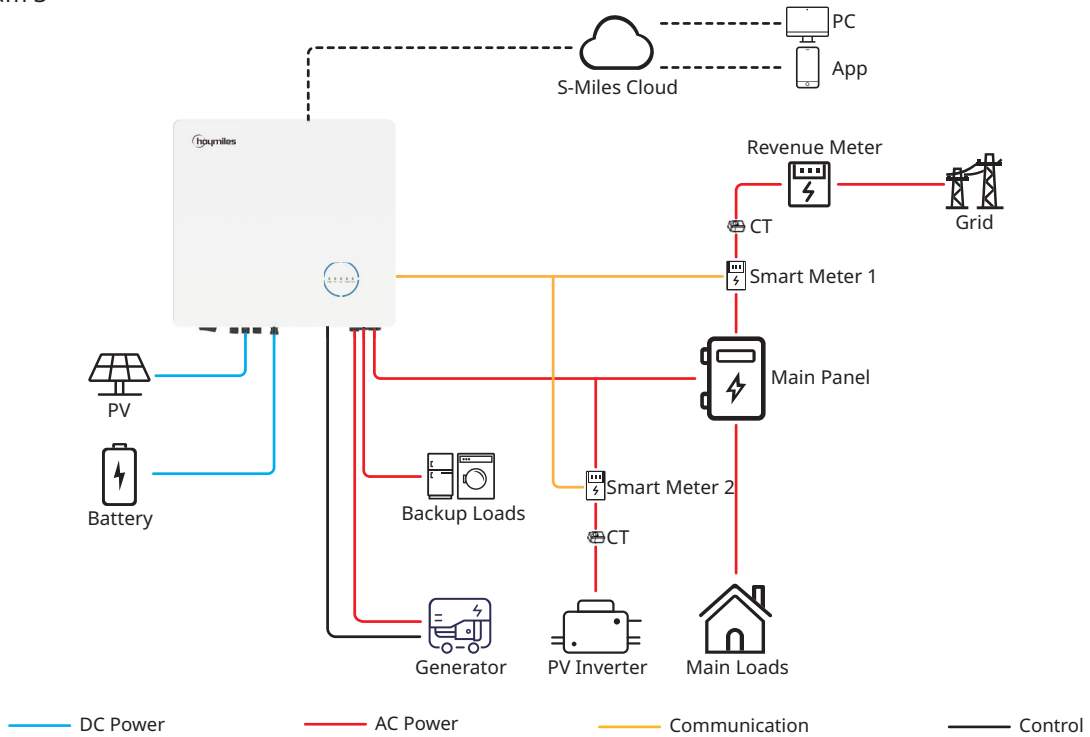 PC
App
S-Miles Cloud
hoymiles
Revenue Meter
Grid
CT
Smart Meter 1
Main Panel
PV
Battery
Backup Loads
Smart Meter 2
CT
Generator
PV Inverter
Main Loads
DC Power
AC Power
Communication
Control